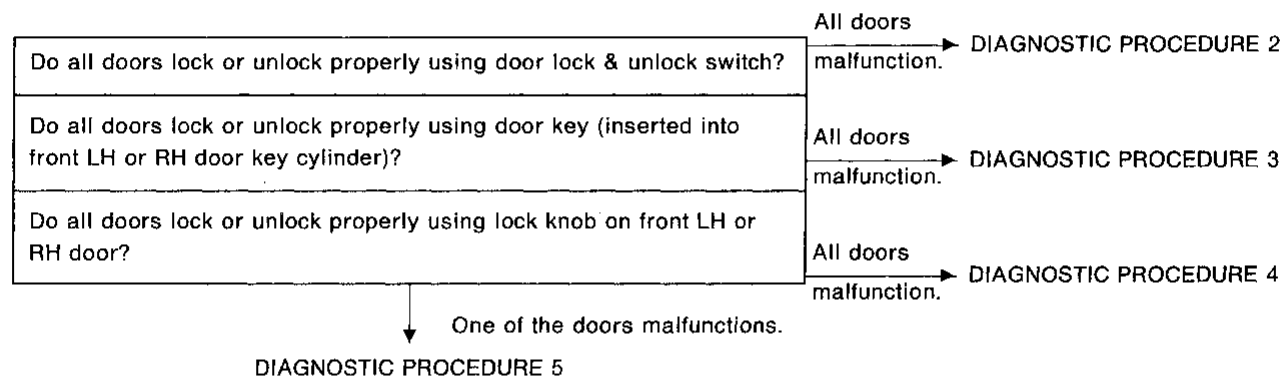 All doors
malfunction.
DIAGNOSTIC PROCEDURE 2
Do all doors lock or unlock properly using door lock & unlock switch?
Do all doors lock or unlock properly using door key (inserted into
front LH or RH door key cylinder)?
All doors
malfunction.
DIAGNOSTIC PROCEDURE 3
Do all doors lock or unlock properly using lock knob on front LH or
RH door?
All doors
malfunction.
DIAGNOSTIC PROCEDURE 4
One of the doors malfunctions.
DIAGNOSTIC PROCEDURE 5